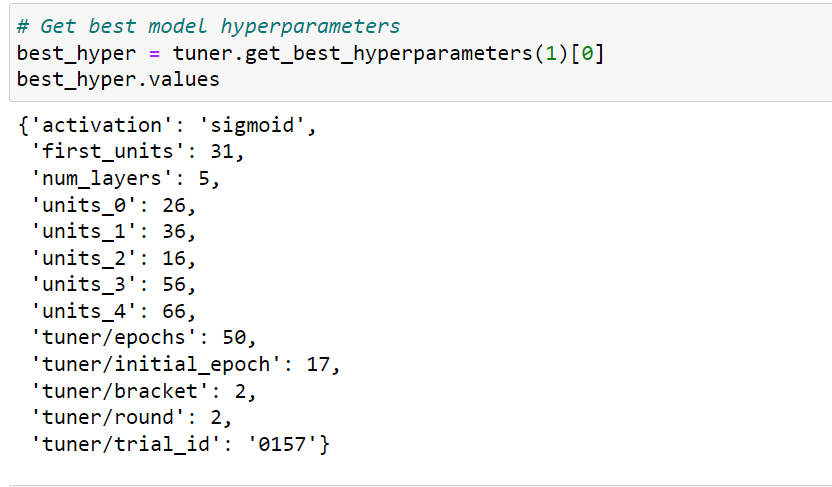 # Get best model hyperparameters
best_hyper = tuner.get_best_hyperparameters(1)[0]
best_hyper.values
{'activation': 'sigmoid',
 'first_units': 31,
 'num_layers': 5,
 'units_0': 26,
 'units_1': 36,
 'units_2': 16,
 'units_3': 56,
 'units_4': 66,
 'tuner/epochs': 50,
 'tuner/initial_epoch': 17,
 'tuner/bracket': 2,
 'tuner/round': 2,
 'tuner/trial_id': '0157'}